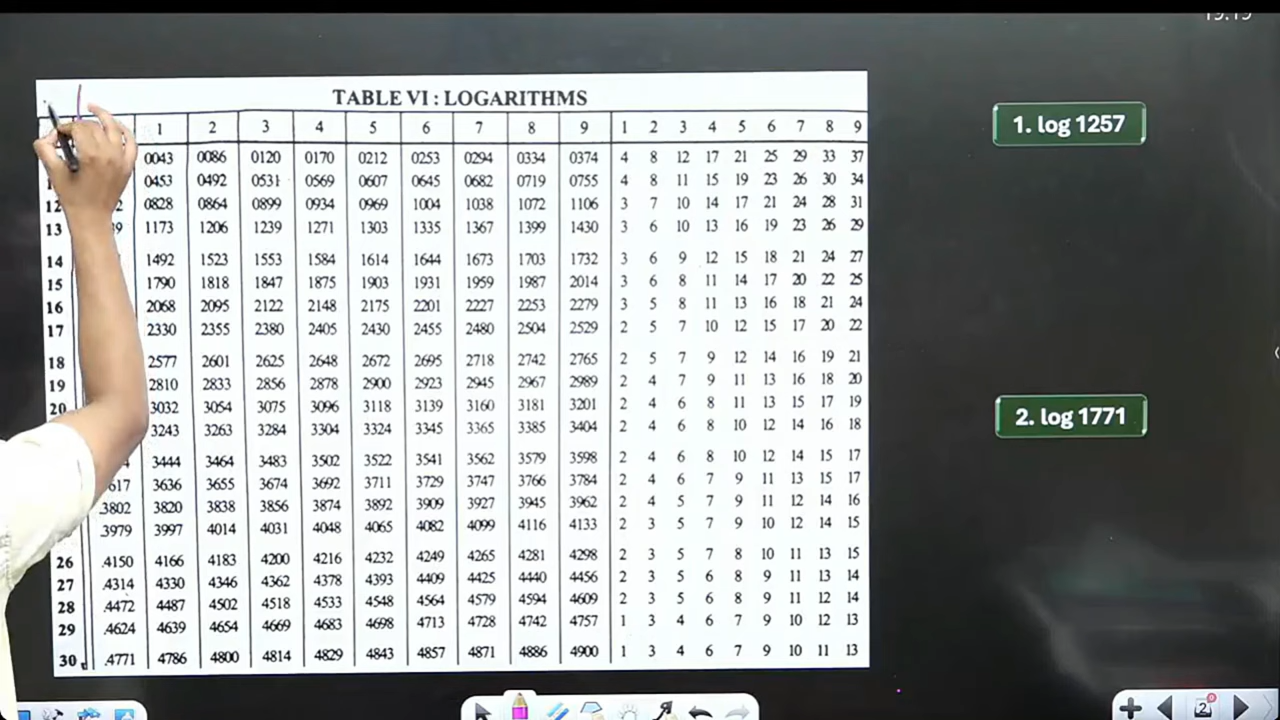 19:19
TABLE VI : LOGARITHMS
1 2 3 4 5 6 7 8 9 1 2 3 4 5 6 7 8 9
0043 0086 0120 0170 0212 0253 0294 0334 0374 4 8 12 17 21 25 29 33 37
0453 0492 0531 0569 0607 0645 0682 0719 0755 4 8 11 15 19 23 26 30 34
12 0828 0864 0899 0934 0969 1004 1038 1072 1106 3 7 10 14 17 21 24 28 31
13 1173 1206 1239 1271 1303 1335 1367 1399 1430 3 6 10 13 16 19 23 26 29
14 1492 1523 1553 1584 1614 1644 1673 1703 1732 3 6 9 12 15 18 21 24 27
15 1790 1818 1847 1875 1903 1931 1959 1987 2014 3 6 8 11 14 17 20 22 25
16 2068 2095 2122 2148 2175 2201 2227 2253 2279 3 5 8 11 13 16 18 21 24
17 2330 2355 2380 2405 2430 2455 2480 2504 2529 2 5 7 10 12 15 17 20 22
18 2577 2601 2625 2648 2672 2695 2718 2742 2765 2 5 7 9 12 14 16 19 21
19 2810 2833 2856 2878 2900 2923 2945 2967 2989 2 4 7 9 11 13 16 18 20
20 3032 3054 3075 3096 3118 3139 3160 3181 3201 2 4 6 8 11 13 15 17 19
3243 3263 3284 3304 3324 3345 3365 3385 3404 2 4 6 8 10 12 14 16 18
3444 3464 3483 3502 3522 3541 3562 3579 3598 2 4 6 8 10 12 14 15 17
3636 3655 3674 3692 3711 3729 3747 3766 3784 2 4 6 7 9 11 13 15 17
.3802 3820 3838 3856 3874 3892 3909 3927 3945 3962 2 4 5 7 9 11 12 14 16
.3979 3997 4014 4031 4048 4065 4082 4099 4116 4133 2 3 5 7 9 10 12 14 15
26 .4150 4166 4183 4200 4216 4232 4249 4265 4281 4298 2 3 5 7 8 10 11 13 15
27 .4314 4330 4346 4362 4378 4393 4409 4425 4440 4456 2 3 5 6 8 9 11 13 14
28 .4472 4487 4502 4518 4533 4548 4564 4579 4594 4609 2 3 5 6 8 9 11 12 14
29 .4624 4639 4654 4669 4683 4698 4713 4728 4742 4757 1 3 4 6 7 9 10 12 13
30 .4771 4786 4800 4814 4829 4843 4857 4871 4886 4900 1 3 4 6 7 9 10 11 13
1. log 1257
2. log 1771
2